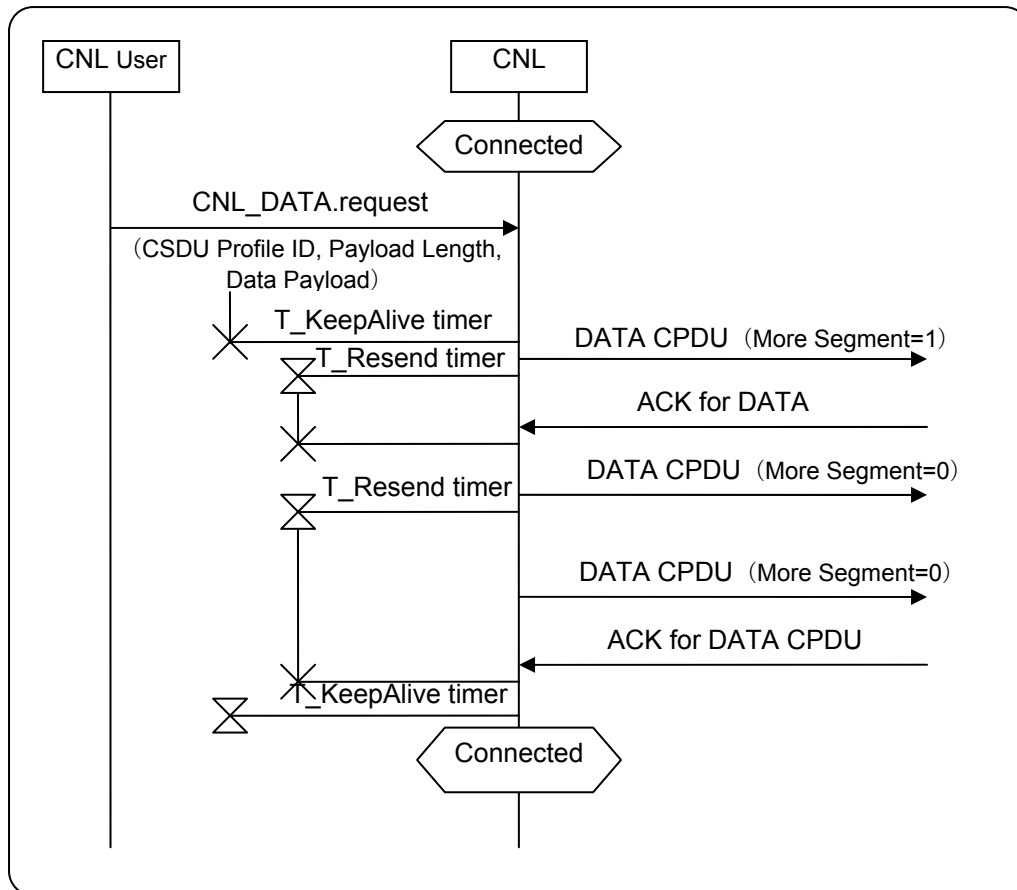 CNL User
CNL
Connected
CNL_DATA.request
（CSDU Profile ID, Payload Length,
Data Payload）
T_KeepAlive timer
DATA CPDU（More Segment=1）
T_Resend timer
ACK for DATA
DATA CPDU（More Segment=0）
T_Resend timer
DATA CPDU（More Segment=0）
ACK for DATA CPDU
T_KeepAlive timer
Connected